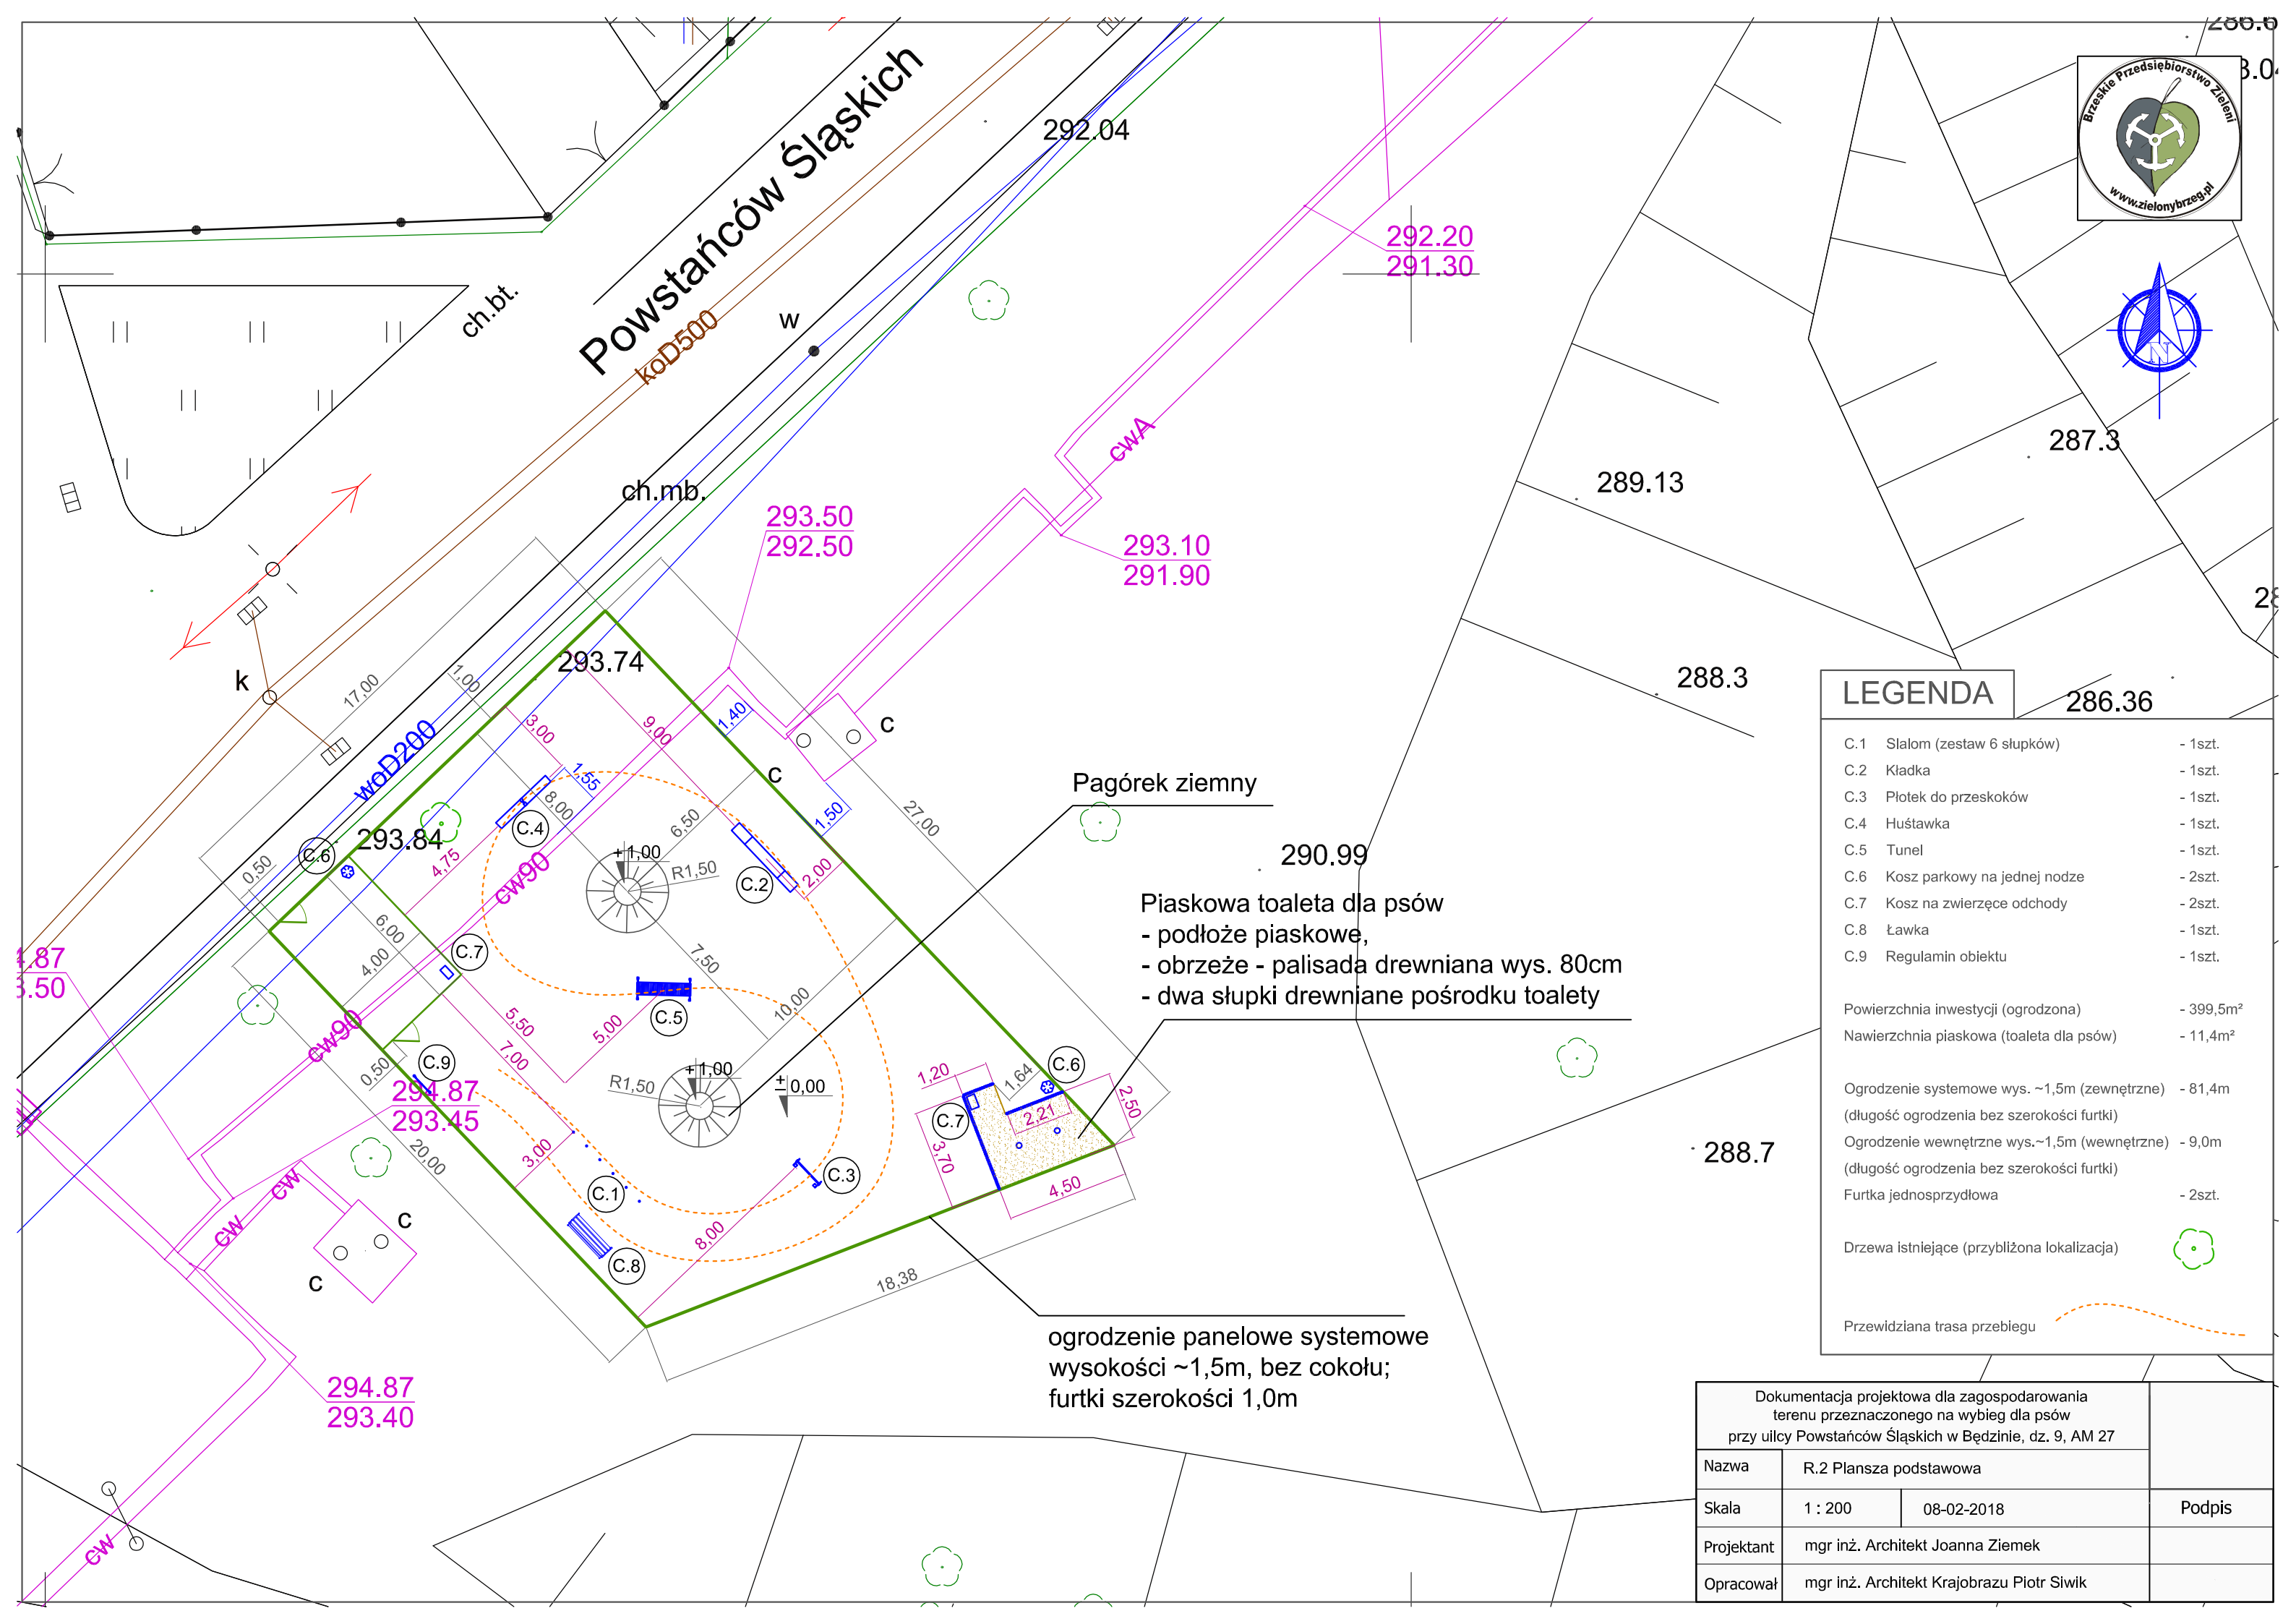 286.6
Brzeskie Przedsiębiorstwo Zieleni
www.zielonybrzeg.pl
Powstańców Śląskich
292.04
ch.bt.
koD500
w
292.20
291.30
N
cwA
287.3
289.13
ch.mb.
293.50
292.50
293.10
291.90
k
17,00
1,00
293.74
288.3
286.36
woD200
3,00
9,00
1,40
c
c
1,55
8,00
6,50
1,50
27,00
Pagórek ziemny
C.4
C.6
293.84
0,50
4,75
cw90
+1,00
R1,50
C.2
2,00
290.99
Piaskowa toaleta dla psów
- podłoże piaskowe,
- obrzeże - palisada drewniana wys. 80cm
- dwa słupki drewniane pośrodku toalety
6,00
4,00
C.7
7,50
10,00
C.5
5,00
5,50
7,00
cw90
0,50
C.9
294.87
293.45
R1,50
+1,00
±0,00
1,20
1,64
C.6
2,50
C.7
2,21
3,70
4,50
288.7
20,00
3,00
C.1
C.3
8,00
C.8
18,38
cw
cw
c
c
294.87
293.40
cw
ogrodzenie panelowe systemowe
wysokości ~1,5m, bez cokołu;
furtki szerokości 1,0m
LEGENDA
C.1 Slalom (zestaw 6 słupków) - 1szt.
C.2 Kładka - 1szt.
C.3 Płotek do przeskoków - 1szt.
C.4 Huśtawka - 1szt.
C.5 Tunel - 1szt.
C.6 Kosz parkowy na jednej nodze - 2szt.
C.7 Kosz na zwierzęce odchody - 2szt.
C.8 Ławka - 1szt.
C.9 Regulamin obiektu - 1szt.
Powierzchnia inwestycji (ogrodzona) - 399,5m²
Nawierzchnia piaskowa (toaleta dla psów) - 11,4m²
Ogrodzenie systemowe wys. ~1,5m (zewnętrzne) - 81,4m
(długość ogrodzenia bez szerokości furtki)
Ogrodzenie wewnętrzne wys.~1,5m (wewnętrzne) - 9,0m
(długość ogrodzenia bez szerokości furtki)
Furtka jednosprzydłowa - 2szt.
Drzewa istniejące (przybliżona lokalizacja)
Przewidziana trasa przebiegu
Dokumentacja projektowa dla zagospodarowania
terenu przeznaczonego na wybieg dla psów
przy uilcy Powstańców Śląskich w Będzinie, dz. 9, AM 27
Nazwa R.2 Plansza podstawowa
Skala 1 : 200 08-02-2018 Podpis
Projektant mgr inż. Architekt Joanna Ziemek
Opracował mgr inż. Architekt Krajobrazu Piotr Siwik